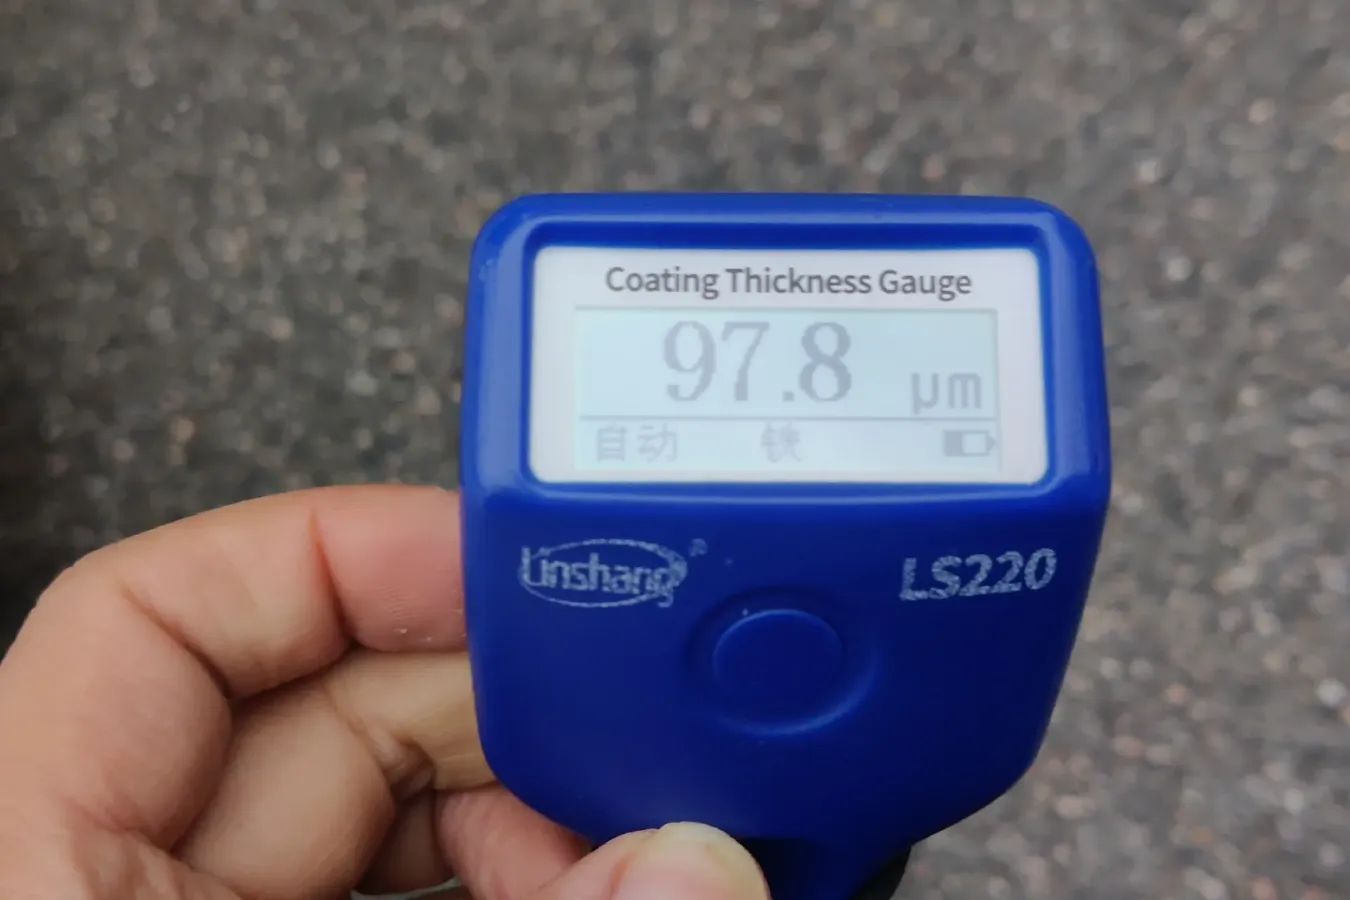 Coating Thickness Gauge
97.8 μm
自动 铁
Linshang®
LS220